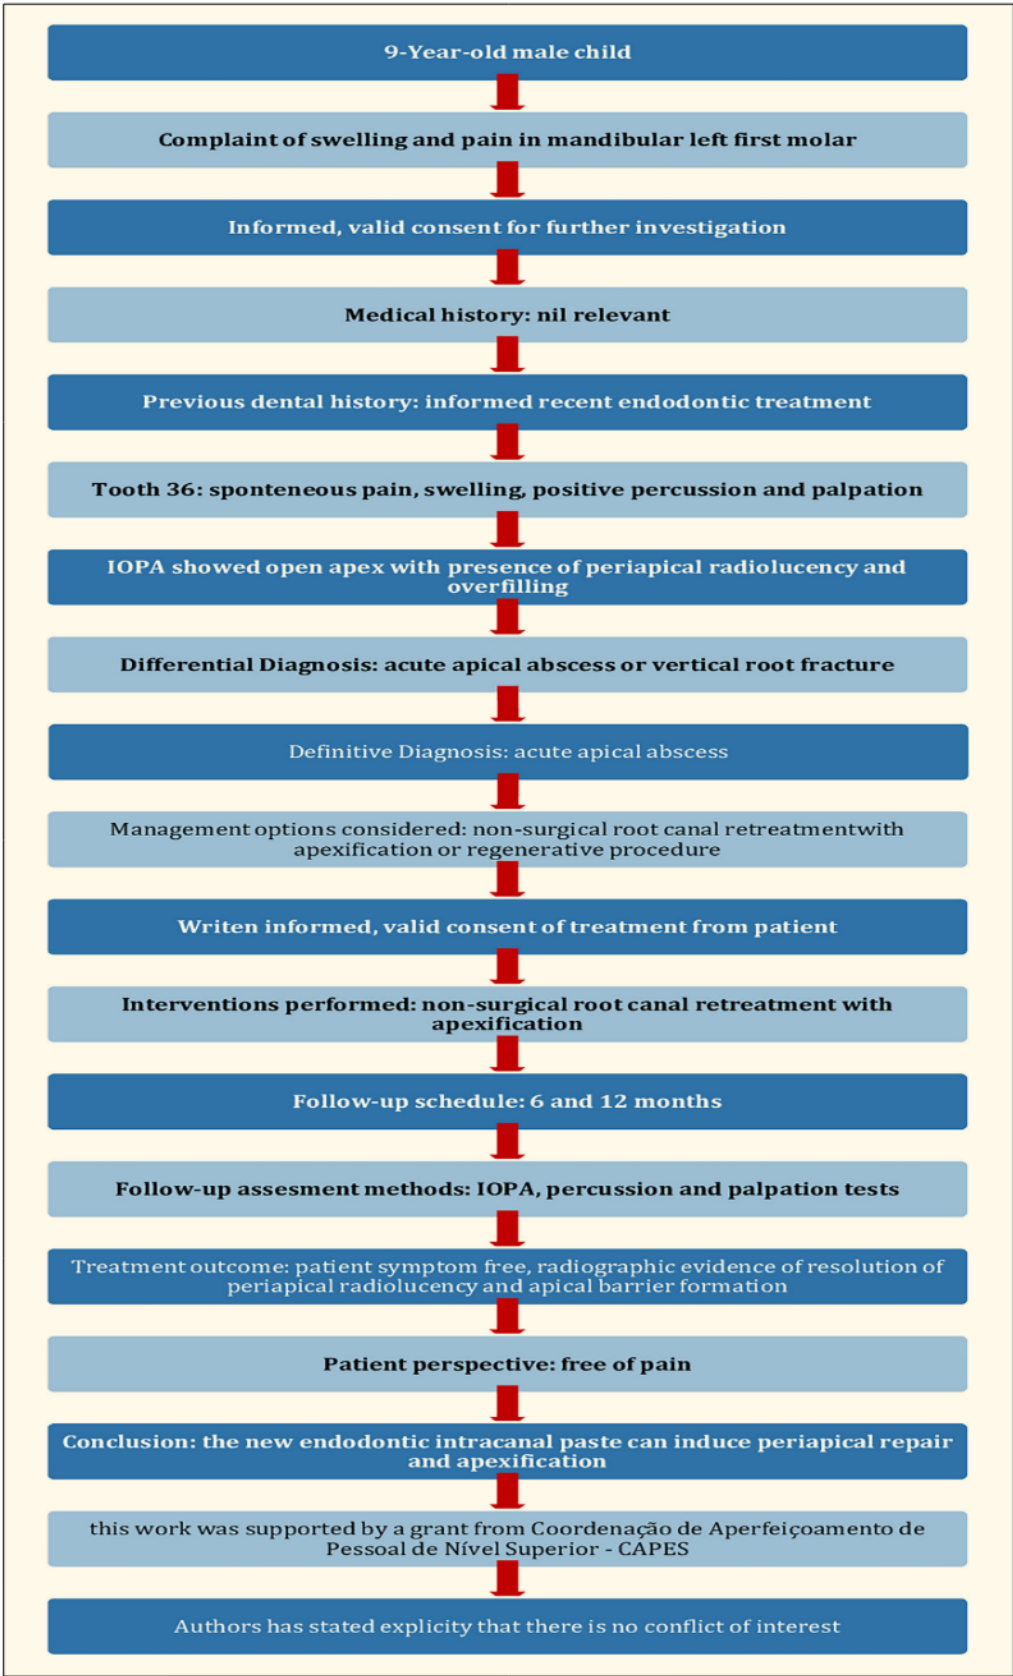 9-Year-old male child
Complaint of swelling and pain in mandibular left first molar
Informed, valid consent for further investigation
Medical history: nil relevant
Previous dental history: informed recent endodontic treatment
Tooth 36: sponteneous pain, swelling, positive percussion and palpation
IOPA showed open apex with presence of periapical radiolucency and
overfilling
Differential Diagnosis: acute apical abscess or vertical root fracture
Definitive Diagnosis: acute apical abscess
Management options considered: non-surgical root canal retreatmentwith
apexification or regenerative procedure
Writen informed, valid consent of treatment from patient
Interventions performed: non-surgical root canal retreatment with
apexification
Follow-up schedule: 6 and 12 months
Follow-up assesment methods: IOPA, percussion and palpation tests
Treatment outcome: patient symptom free, radiographic evidence of resolution of
periapical radiolucency and apical barrier formation
Patient perspective: free of pain
Conclusion: the new endodontic intracanal paste can induce periapical repair
and apexification
this work was supported by a grant from Coordenação de Aperfeiçoamento de
Pessoal de Nível Superior - CAPES
Authors has stated explicity that there is no conflict of interest